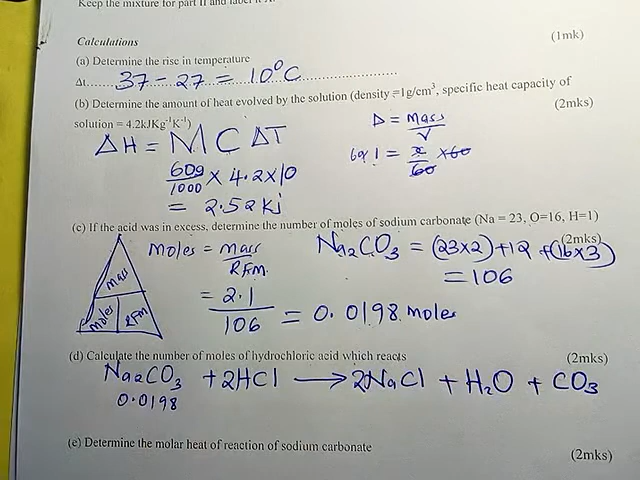 Keep the mixture for part II and label it A.
Calculations
(1mk)
(a) Determine the rise in temperature
Δt....37 – 27 = 10°C....
(b) Determine the amount of heat evolved by the solution (density =1g/cm³, specific heat capacity of
solution = 4.2kJKg⁻¹K⁻¹)
(2mks)
ΔH = M C ΔT
60g/1000 × 4.2 × 10
= 2.52 kj
D = Mass/V
60 × 1 = x/60 × 60
(c) If the acid was in excess, determine the number of moles of sodium carbonate (Na = 23, O=16, H=1)
(2mks)
Mass
Moles RFM
Moles = Mass/RFM.
= 2.1/106 = 0.0198 moles
Na₂CO₃ = (23×2) + 12 + (16×3)
= 106
(d) Calculate the number of moles of hydrochloric acid which reacts
(2mks)
Na₂CO₃ + 2HCl ⟶ 2NaCl + H₂O + CO₃
0.0198
(e) Determine the molar heat of reaction of sodium carbonate
(2mks)